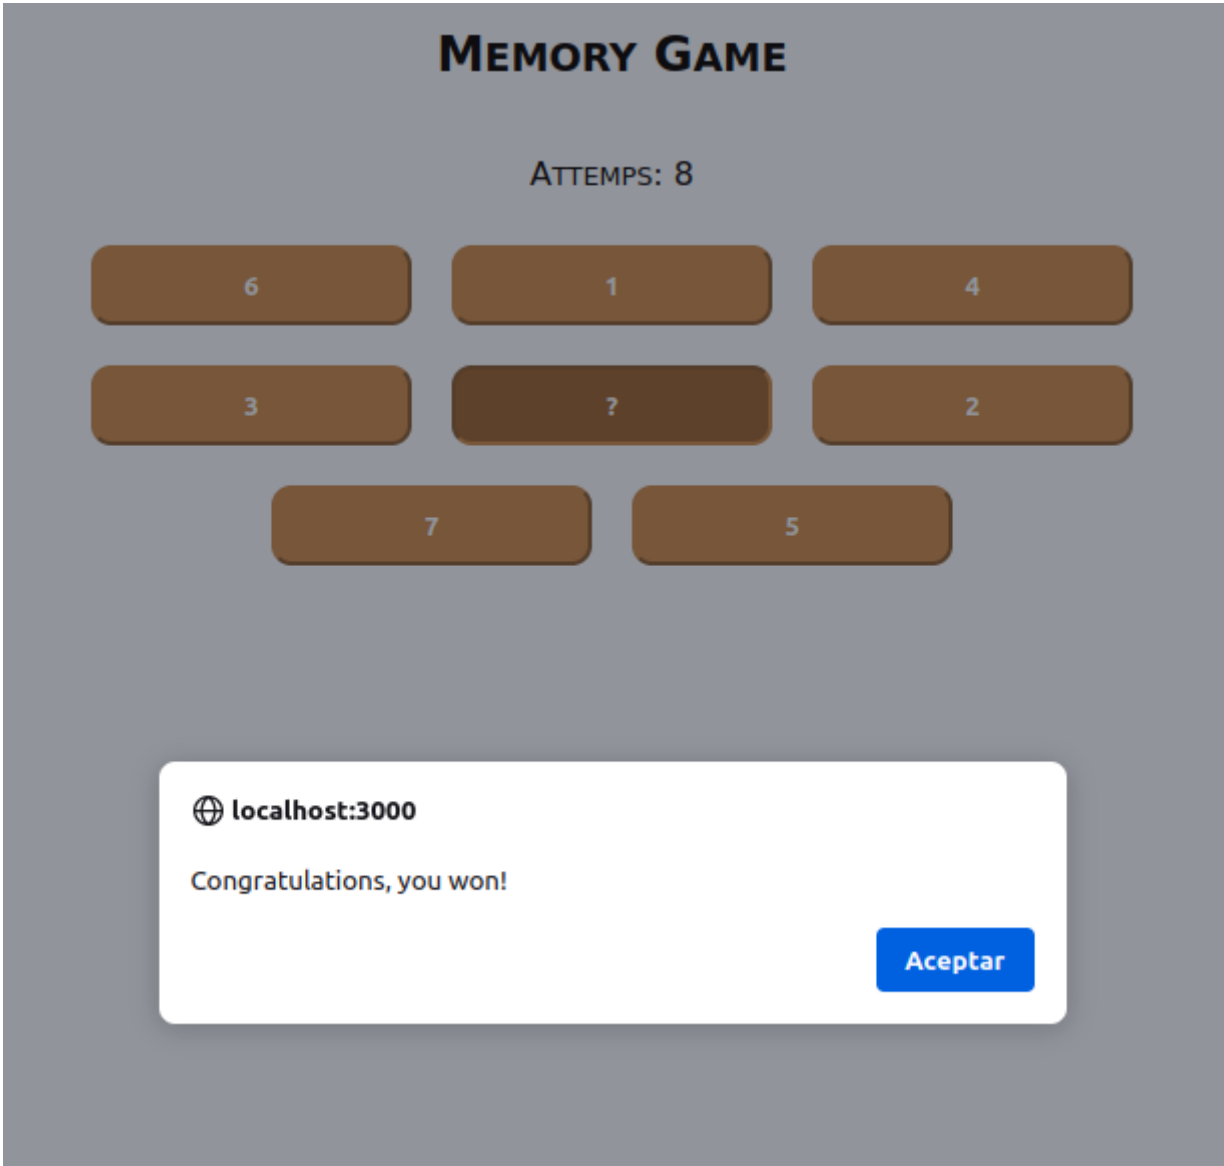 Memory Game
Attemps: 8
6 1 4
3 ? 2
7 5
localhost:3000
Congratulations, you won!
Aceptar